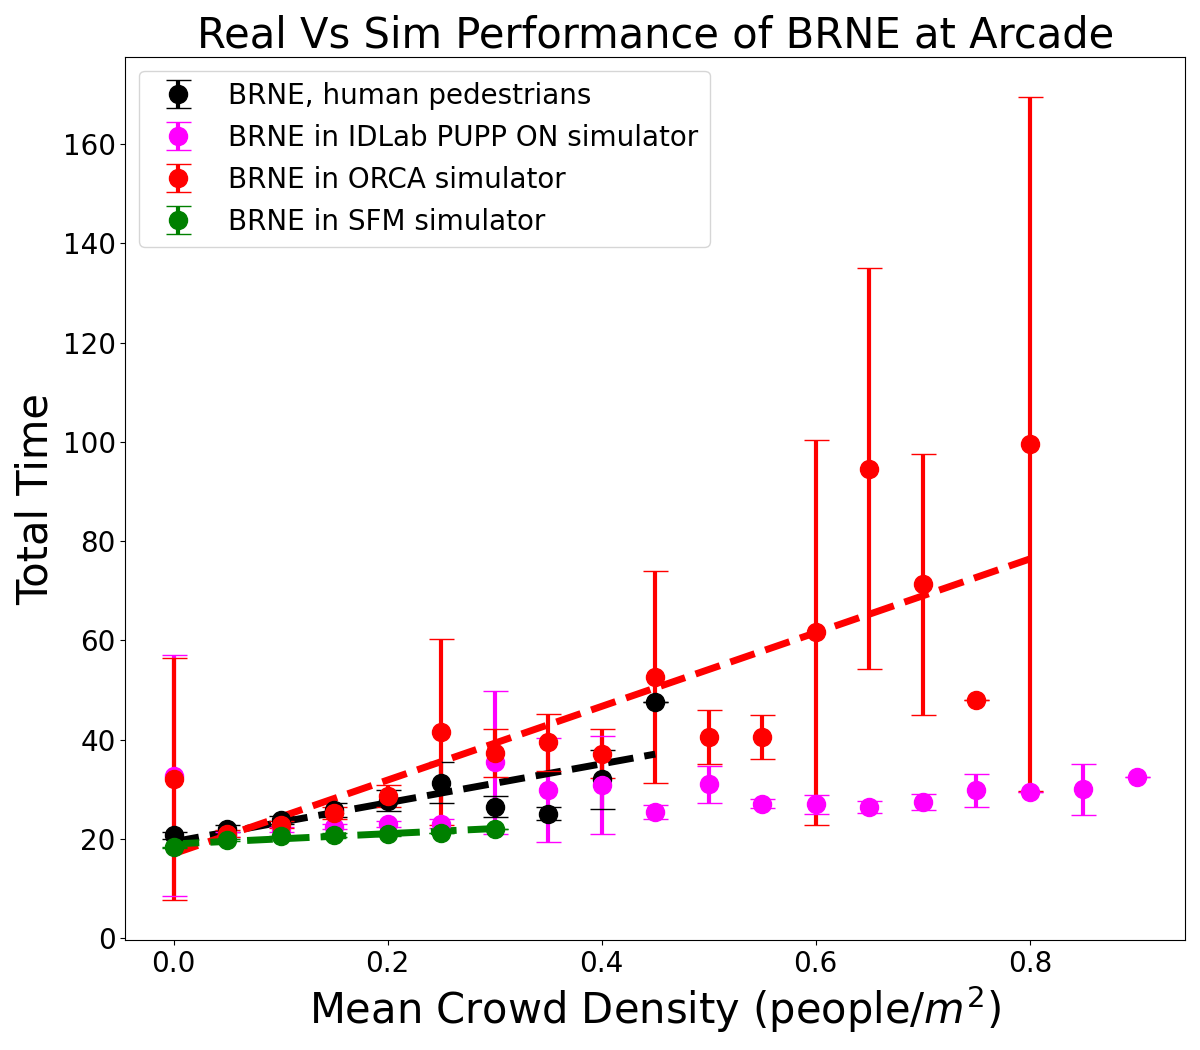 Real Vs Sim Performance of BRNE at Arcade
BRNE, human pedestrians
BRNE in IDLab PUPP ON simulator
BRNE in ORCA simulator
BRNE in SFM simulator
160
140
120
100
80
60
40
20
0
Total Time
0.0 0.2 0.4 0.6 0.8
Mean Crowd Density (people/m²)